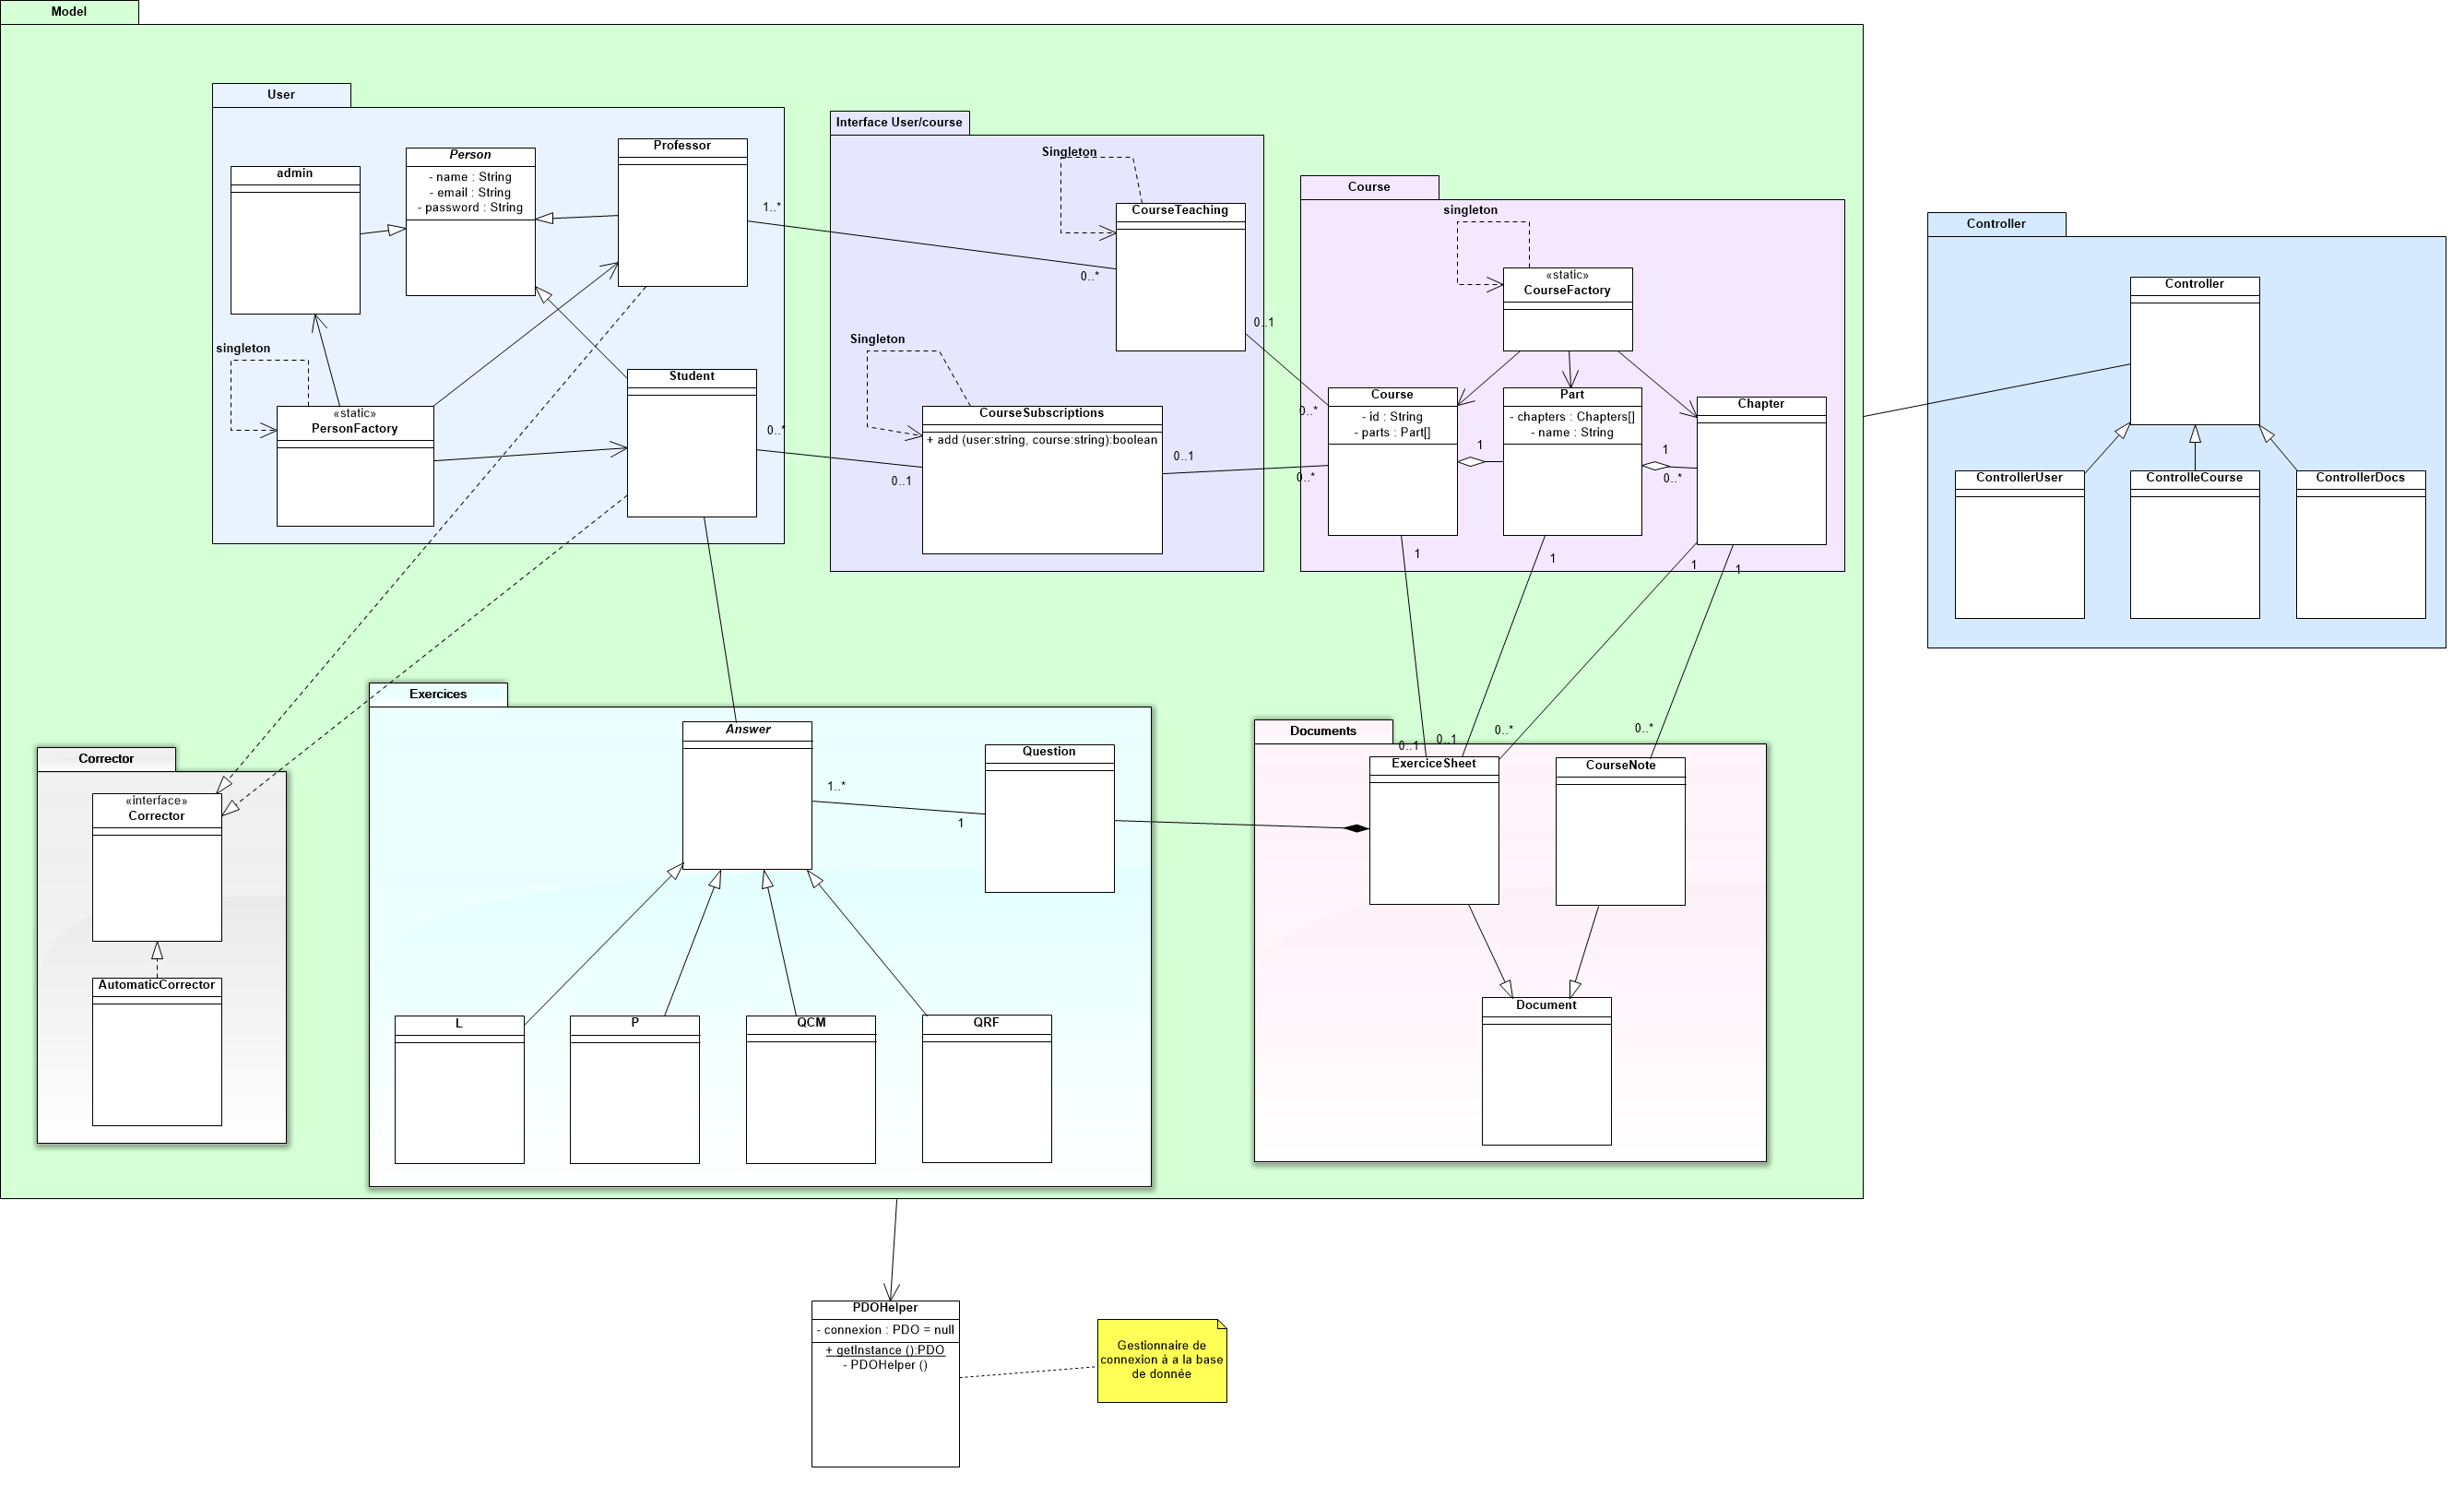 Model
User
admin
Person
- name : String
- email : String
- password : String
Professor
1..*
singleton
«static»
PersonFactory
Student
0..*
Interface User/course
Singleton
CourseTeaching
0..*
0..1
Singleton
CourseSubscriptions
+ add (user:string, course:string):boolean
0..1
0..1
Course
singleton
«static»
CourseFactory
0..*
Course
- id : String
- parts : Part[]
0..*
1
Part
- chapters : Chapters[]
- name : String
1
0..*
Chapter
1
1
1
1
Controller
Controller
ControllerUser
ControlleCourse
ControllerDocs
Corrector
«interface»
Corrector
AutomaticCorrector
Exercices
Answer
1..*
1
Question
L
P
QCM
QRF
Documents
0..1
0..1
0..*
0..*
ExerciceSheet
CourseNote
Document
PDOHelper
- connexion : PDO = null
+ getInstance ():PDO
- PDOHelper ()
Gestionnaire de
connexion à a la base
de donnée